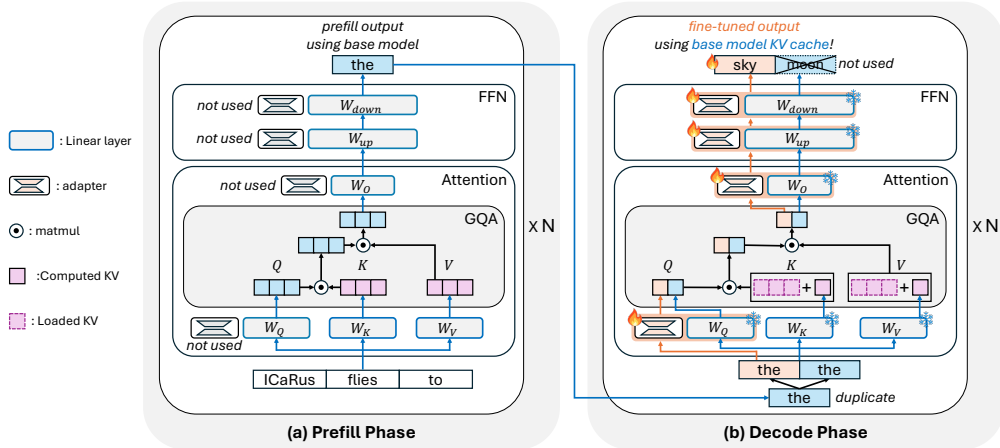 : Linear layer
: adapter
: matmul
:Computed KV
: Loaded KV
prefill output
using base model
the
FFN
not used
W_down
not used
W_up
Attention
not used
W_O
GQA
Q
K
V
W_Q
W_K
W_V
not used
ICaRus flies to
X N
(a) Prefill Phase
fine-tuned output
using base model KV cache!
sky moon not used
FFN
W_down
W_up
Attention
W_O
GQA
Q
K
V
+
+
W_Q
W_K
W_V
the the
the duplicate
X N
(b) Decode Phase